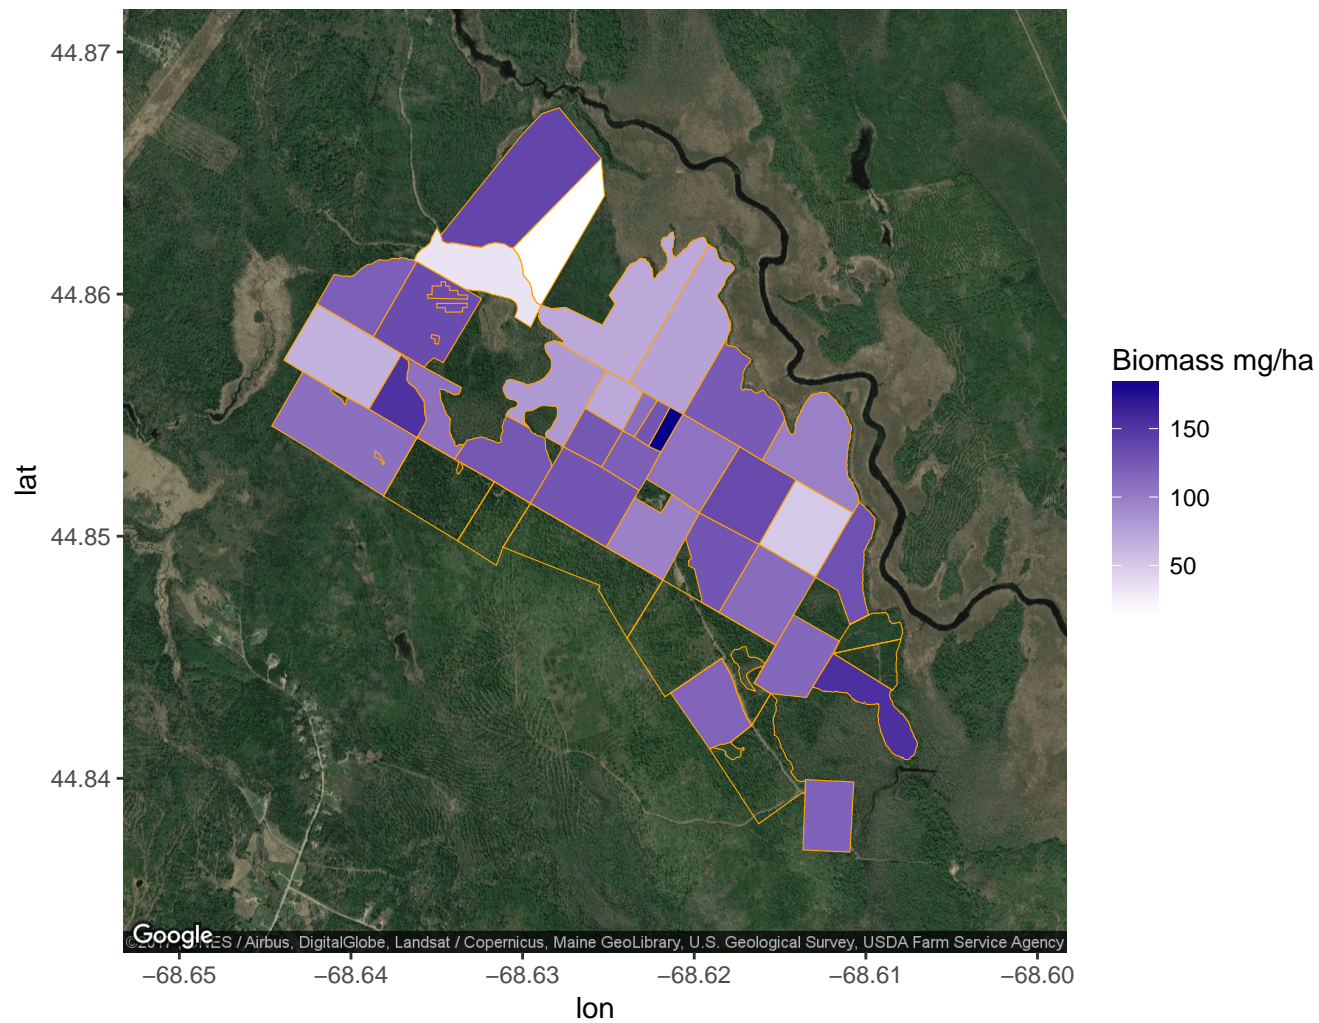 44.87
44.86
44.85
44.84
lat
−68.65
−68.64
−68.63
−68.62
−68.61
−68.60
lon
Biomass mg/ha
150
100
50
Google
/ Airbus, DigitalGlobe, Landsat / Copernicus, Maine GeoLibrary, U.S. Geological Survey, USDA Farm Service Agency